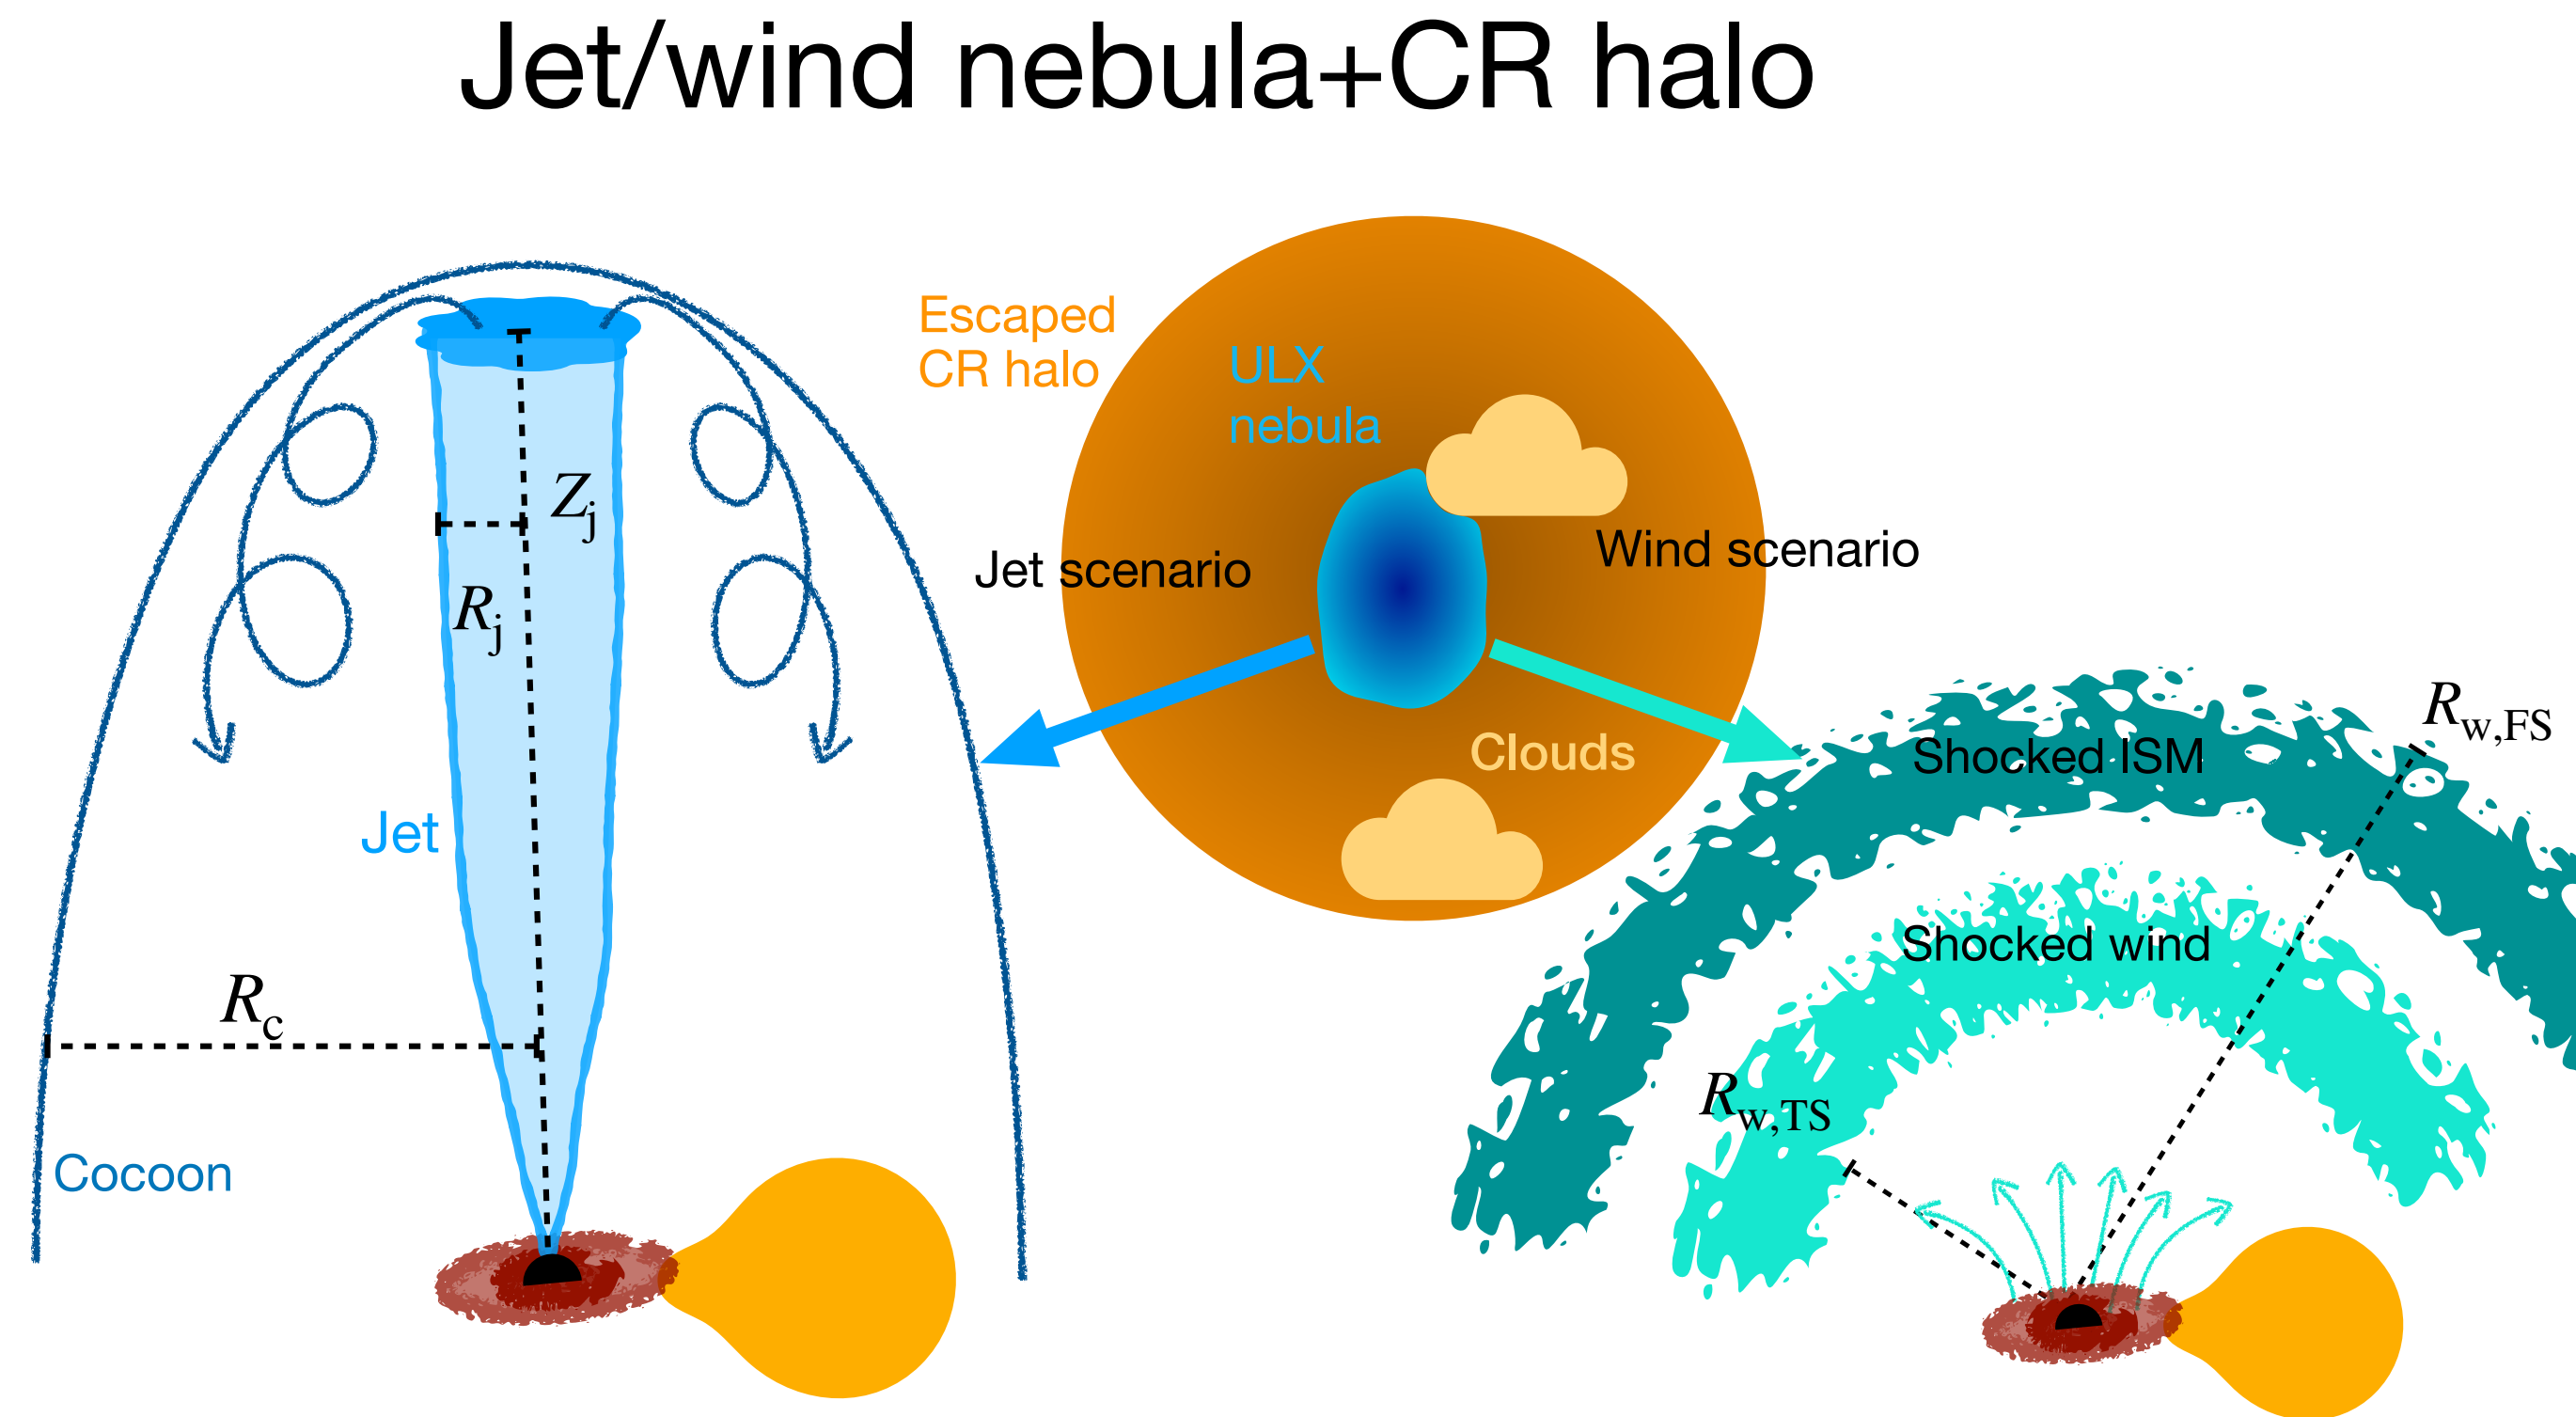 Jet/wind nebula+CR halo
Escaped
CR halo
ULX
nebula
Z_j
R_j
Jet scenario
Wind scenario
Jet
Clouds
R_w,FS
Shocked ISM
Shocked wind
R_c
R_w,TS
Cocoon